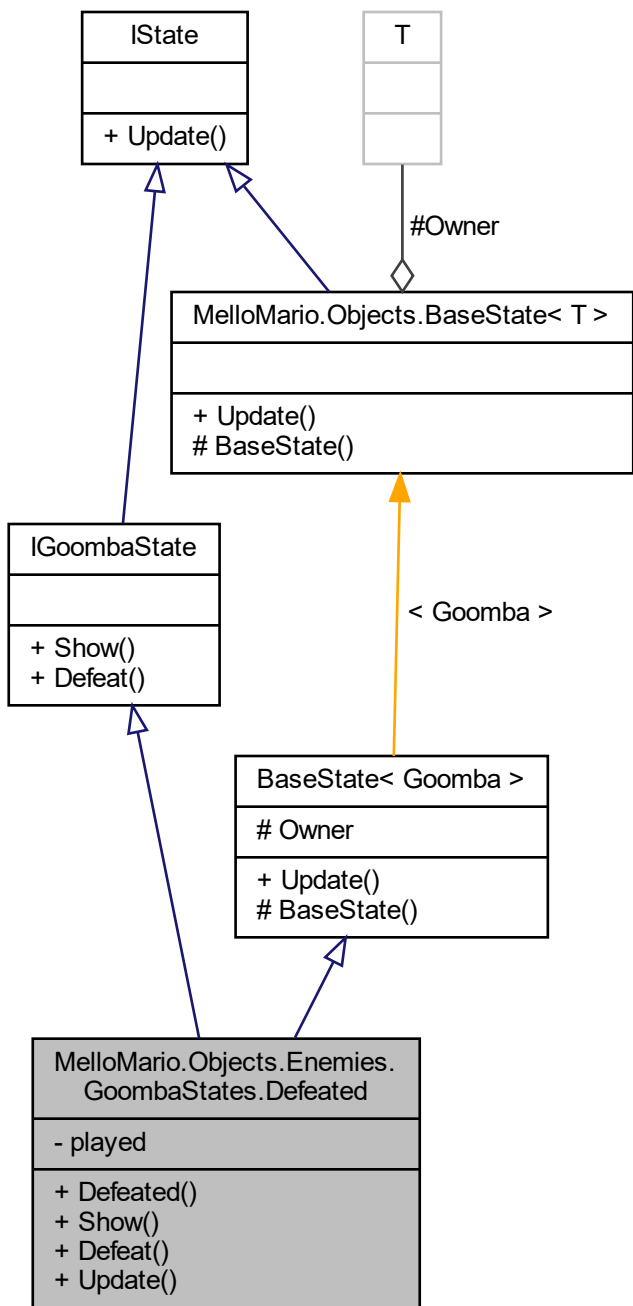 IState
+ Update()
T
#Owner
MelloMario.Objects.BaseState< T >
+ Update()
# BaseState()
IGoombaState
+ Show()
+ Defeat()
< Goomba >
BaseState< Goomba >
# Owner
+ Update()
# BaseState()
MelloMario.Objects.Enemies.
GoombaStates.Defeated
- played
+ Defeated()
+ Show()
+ Defeat()
+ Update()